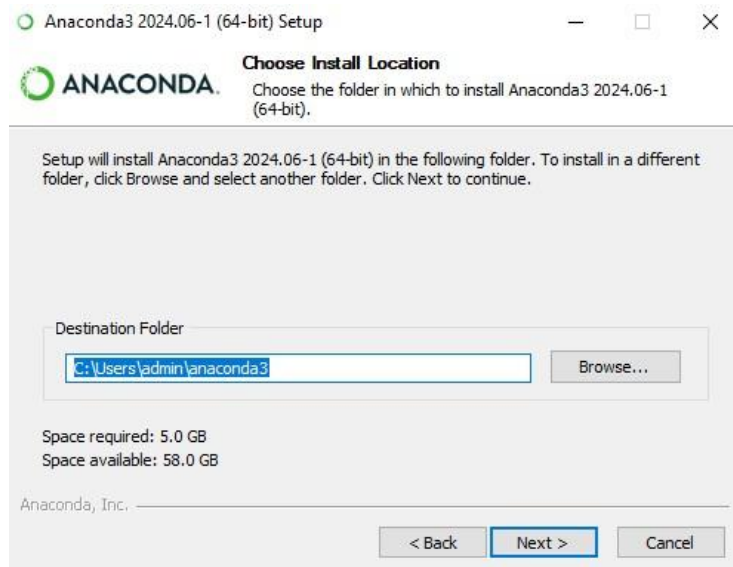 Anaconda3 2024.06-1 (64-bit) Setup
ANACONDA.
Choose Install Location
Choose the folder in which to install Anaconda3 2024.06-1
(64-bit).
Setup will install Anaconda3 2024.06-1 (64-bit) in the following folder. To install in a different
folder, click Browse and select another folder. Click Next to continue.
Destination Folder
C:\Users\admin\anaconda3
Browse...
Space required: 5.0 GB
Space available: 58.0 GB
Anaconda, Inc.
< Back
Next >
Cancel